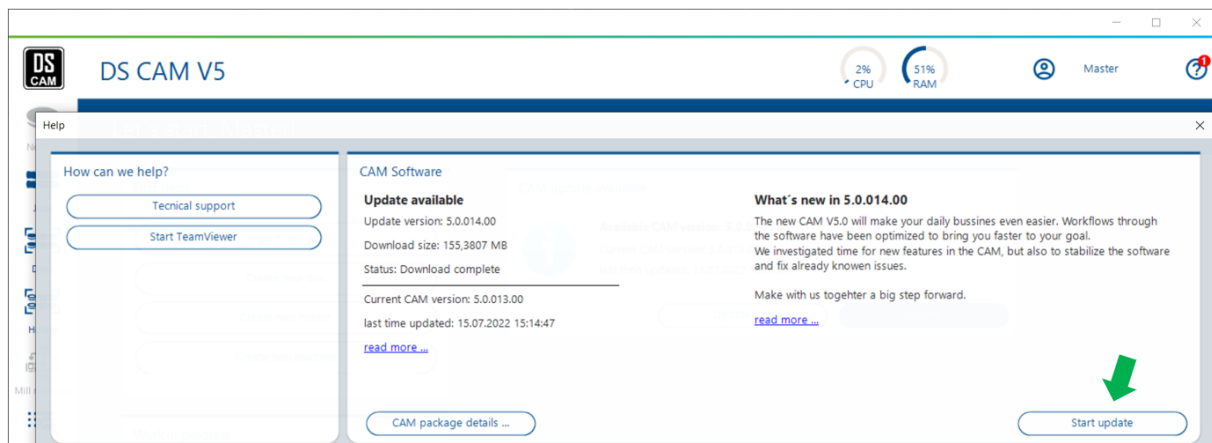 DS
CAM
DS CAM V5
2%
CPU
51%
RAM
Master
1
Help
How can we help?
Tecnical support
Start TeamViewer
CAM Software
Update available
Update version: 5.0.014.00
Download size: 155,3807 MB
Status: Download complete
Current CAM version: 5.0.013.00
last time updated: 15.07.2022 15:14:47
read more ...
CAM package details ...
What´s new in 5.0.014.00
The new CAM V5.0 will make your daily bussines even easier. Workflows through
the software have been optimized to bring you faster to your goal.
We investigated time for new features in the CAM, but also to stabilize the software
and fix already knowen issues.
Make with us togehter a big step forward.
read more ...
Start update